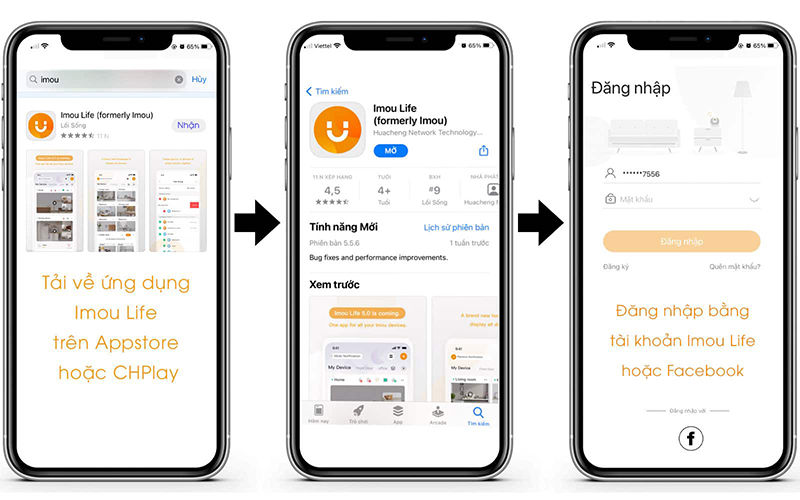 imou
Hủy
Imou Life (formerly Imou)
Lối Sống
11 N
Nhận
Tải về ứng dụng
Imou Life
trên Appstore
hoặc CHPlay
Viettel
65%
Tìm kiếm
Imou Life
(formerly Imou)
Huacheng Network Technology...
MỞ
11 N XẾP HẠNG
TUỔI
BXH
NHÀ PHÁT
4,5
4+
#9
Tuổi
Lối Sống
Huacheng
Tính năng Mới
Lịch sử phiên bản
Phiên bản 5.5.6
1 tuần trước
Bug fixes and performance improvements.
Xem trước
Imou Life 5.0 is coming.
One app for all your Imou devices.
A brand new
display all d
My Device
Home
My Device
Living room
Hôm nay
Trò chơi
App
Arcade
Tìm kiếm
65%
Đăng nhập
******7556
Mật khẩu
Đăng nhập
Đăng ký
Quên mật khẩu?
Đăng nhập bằng
tài khoản Imou Life
hoặc Facebook
Đăng nhập với
f